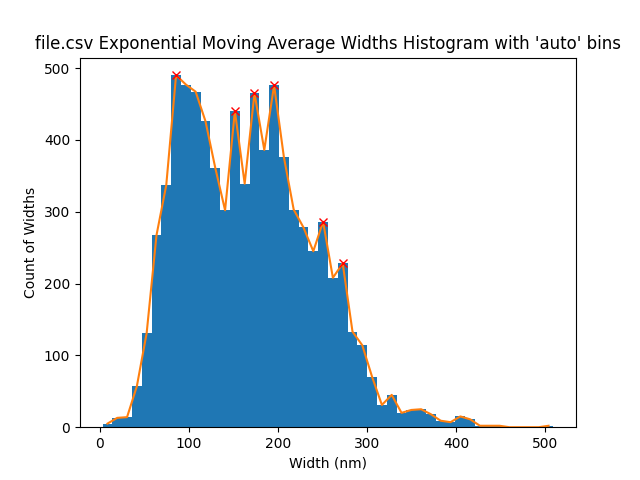 file.csv Exponential Moving Average Widths Histogram with 'auto' bins
500
400
300
200
100
0
Count of Widths
0 100 200 300 400 500
Width (nm)